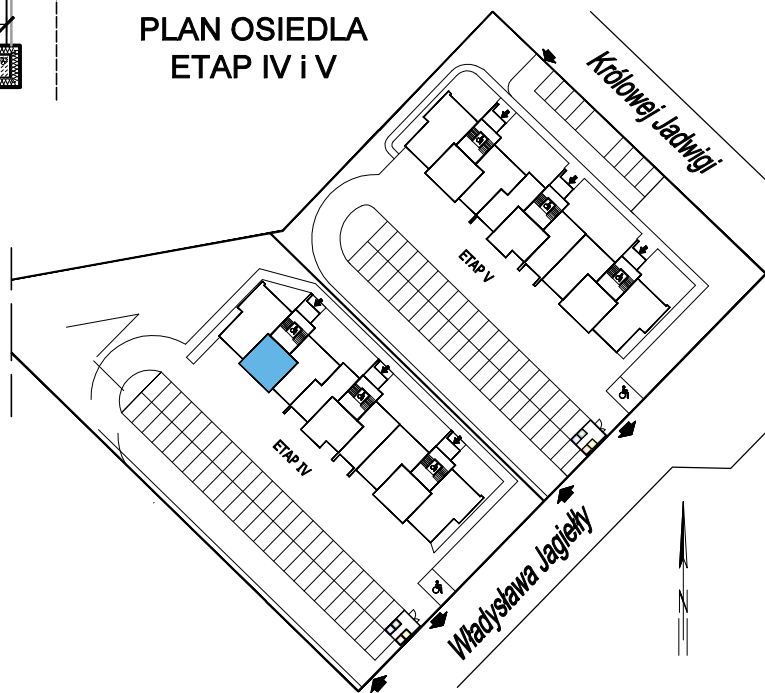 PLAN OSIEDLA
ETAP IV i V
Królowej Jadwigi
ETAP V
ETAP IV
Władysława Jagiełły
N